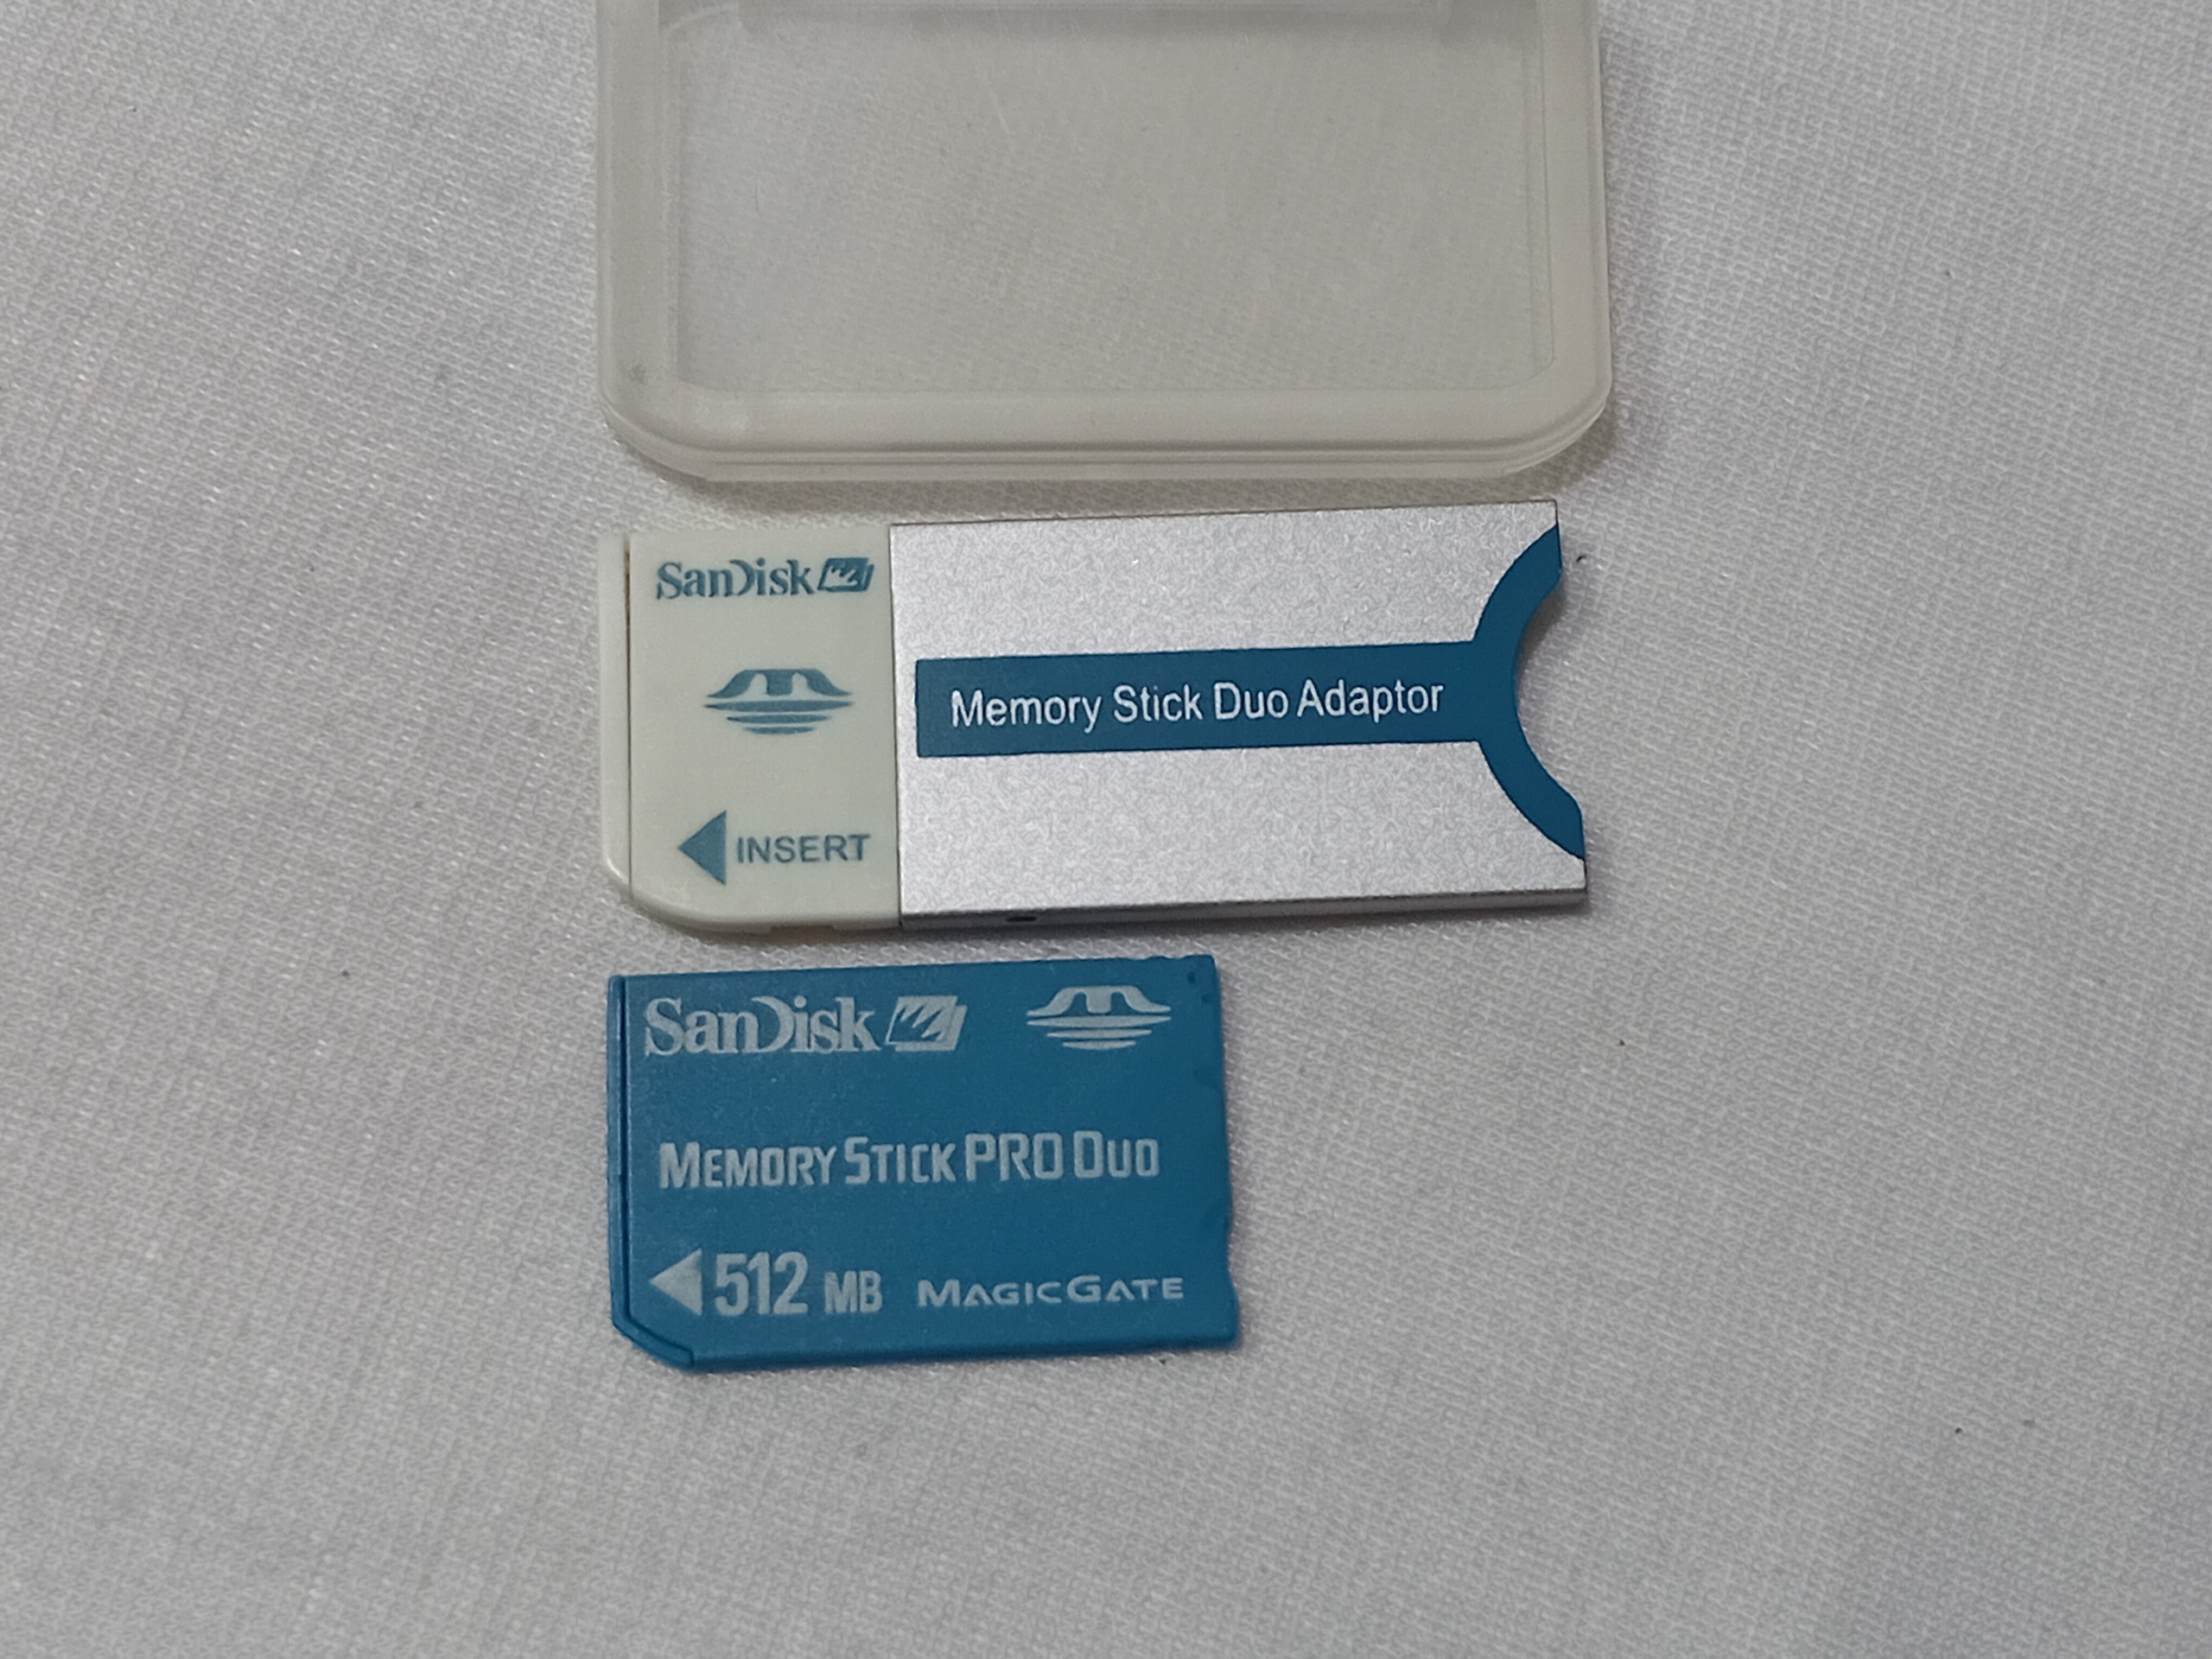 SanDisk
Memory Stick Duo Adaptor
INSERT
SanDisk
MEMORY STICK PRO DUO
512 MB MAGICGATE